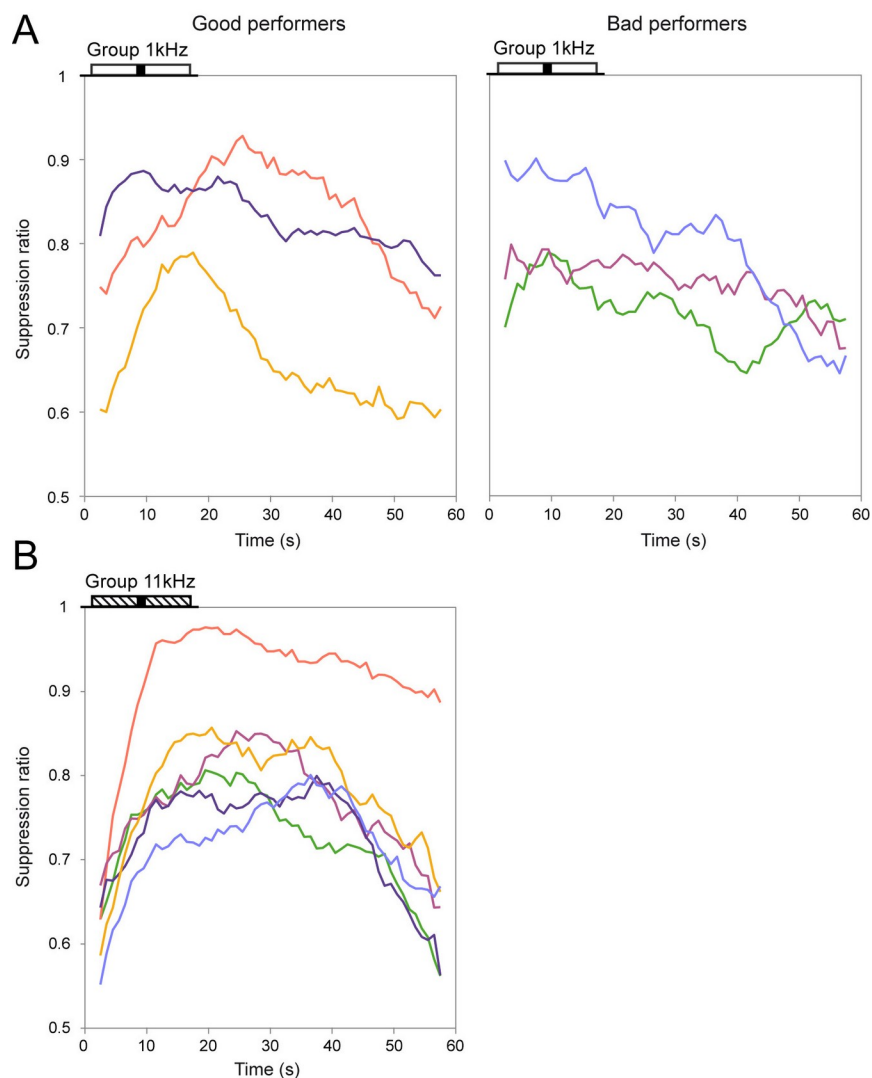 A
Good performers
Bad performers
Group 1kHz
Group 1kHz
1
0.9
0.8
0.7
0.6
0.5
Suppression ratio
0 10 20 30 40 50 60
Time (s)
0 10 20 30 40 50 60
Time (s)
B
Group 11kHz
1
0.9
0.8
0.7
0.6
0.5
Suppression ratio
0 10 20 30 40 50 60
Time (s)